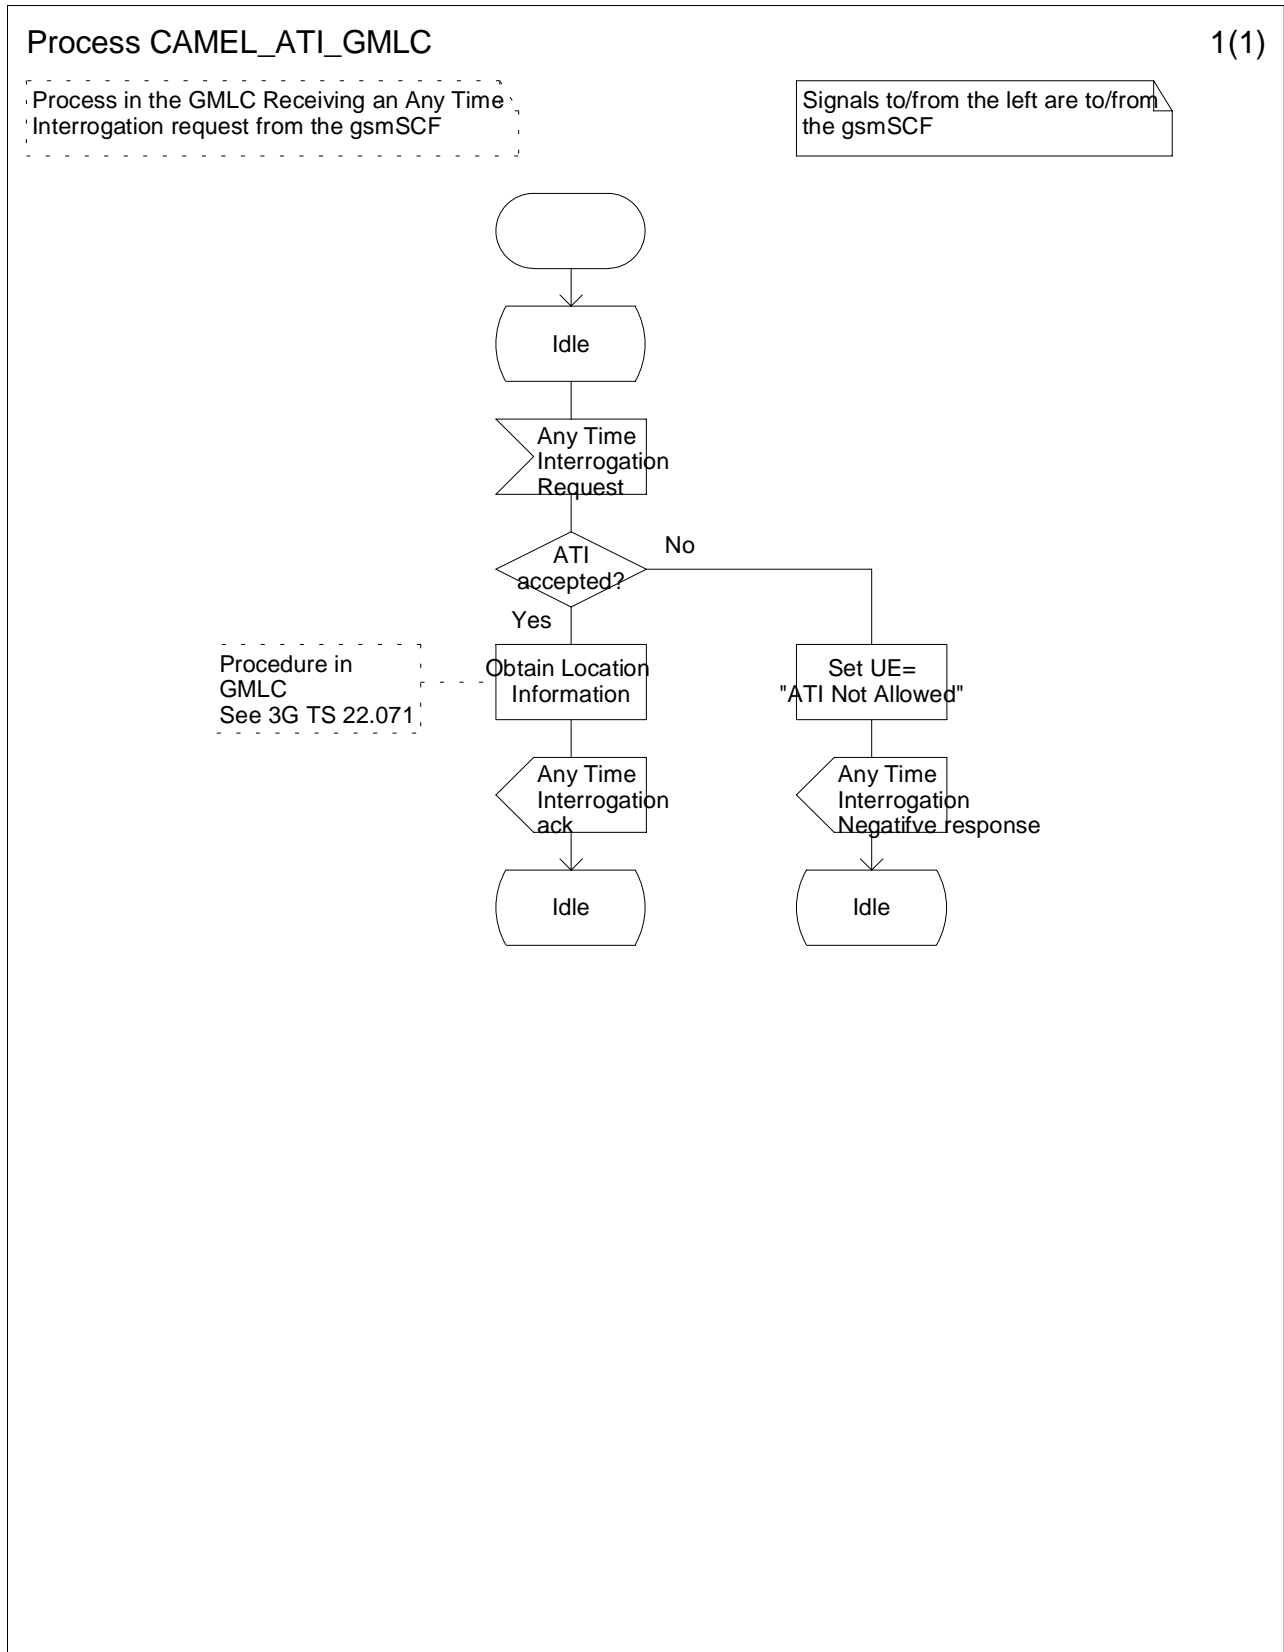 Process CAMEL_ATI_GMLC
1(1)
Process in the GMLC Receiving an Any Time
Interrogation request from the gsmSCF
Signals to/from the left are to/from
the gsmSCF
Idle
Any Time
Interrogation
Request
ATI
accepted?
No
Yes
Procedure in
GMLC
See 3G TS 22.071
Obtain Location
Information
Set UE=
"ATI Not Allowed"
Any Time
Interrogation
ack
Any Time
Interrogation
Negatifve response
Idle
Idle